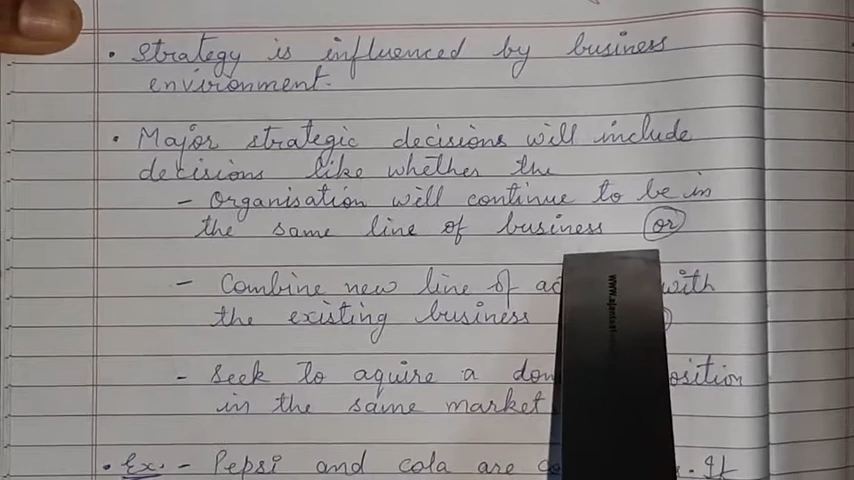 • Strategy is influenced by business
environment.
• Major strategic decisions will include
decisions like whether the
- Organisation will continue to be in
the same line of business or
- Combine new line of with
the existing business
- Seek to aquire a
in the same market
• Ex. - Pepsi and cola are . If